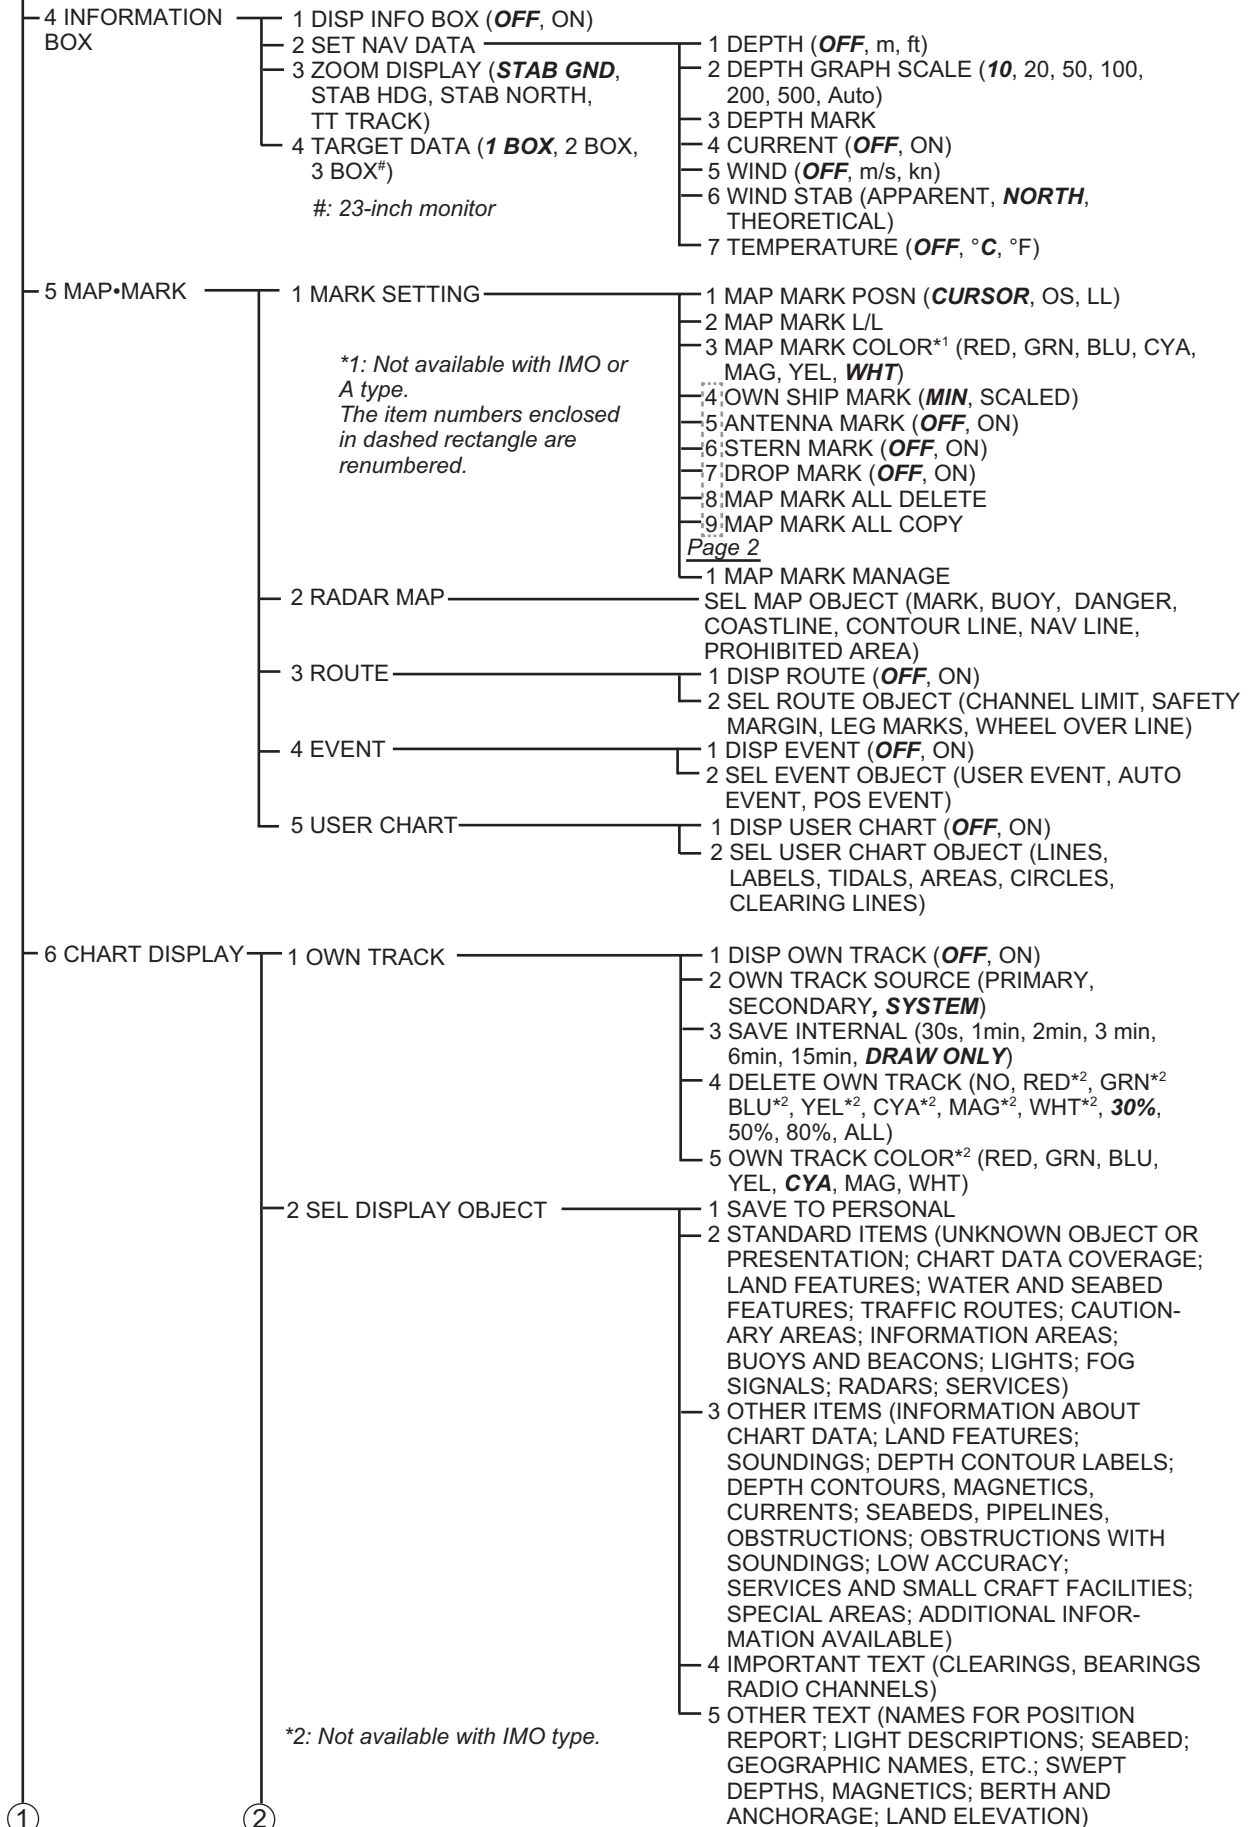 4 INFORMATION
BOX
1 DISP INFO BOX (OFF, ON)
2 SET NAV DATA
3 ZOOM DISPLAY (STAB GND,
STAB HDG, STAB NORTH,
TT TRACK)
4 TARGET DATA (1 BOX, 2 BOX,
3 BOX#)
#: 23-inch monitor
1 DEPTH (OFF, m, ft)
2 DEPTH GRAPH SCALE (10, 20, 50, 100,
200, 500, Auto)
3 DEPTH MARK
4 CURRENT (OFF, ON)
5 WIND (OFF, m/s, kn)
6 WIND STAB (APPARENT, NORTH,
THEORETICAL)
7 TEMPERATURE (OFF, °C, °F)
5 MAP•MARK
1 MARK SETTING
*1: Not available with IMO or
A type.
The item numbers enclosed
in dashed rectangle are
renumbered.
1 MAP MARK POSN (CURSOR, OS, LL)
2 MAP MARK L/L
3 MAP MARK COLOR*1 (RED, GRN, BLU, CYA,
MAG, YEL, WHT)
4 OWN SHIP MARK (MIN, SCALED)
5 ANTENNA MARK (OFF, ON)
6 STERN MARK (OFF, ON)
7 DROP MARK (OFF, ON)
8 MAP MARK ALL DELETE
9 MAP MARK ALL COPY
Page 2
1 MAP MARK MANAGE
2 RADAR MAP
SEL MAP OBJECT (MARK, BUOY, DANGER,
COASTLINE, CONTOUR LINE, NAV LINE,
PROHIBITED AREA)
3 ROUTE
1 DISP ROUTE (OFF, ON)
2 SEL ROUTE OBJECT (CHANNEL LIMIT, SAFETY
MARGIN, LEG MARKS, WHEEL OVER LINE)
4 EVENT
1 DISP EVENT (OFF, ON)
2 SEL EVENT OBJECT (USER EVENT, AUTO
EVENT, POS EVENT)
5 USER CHART
1 DISP USER CHART (OFF, ON)
2 SEL USER CHART OBJECT (LINES,
LABELS, TIDALS, AREAS, CIRCLES,
CLEARING LINES)
6 CHART DISPLAY
1 OWN TRACK
1 DISP OWN TRACK (OFF, ON)
2 OWN TRACK SOURCE (PRIMARY,
SECONDARY, SYSTEM)
3 SAVE INTERNAL (30s, 1min, 2min, 3 min,
6min, 15min, DRAW ONLY)
4 DELETE OWN TRACK (NO, RED*2, GRN*2
BLU*2, YEL*2, CYA*2, MAG*2, WHT*2, 30%,
50%, 80%, ALL)
5 OWN TRACK COLOR*2 (RED, GRN, BLU,
YEL, CYA, MAG, WHT)
2 SEL DISPLAY OBJECT
1 SAVE TO PERSONAL
2 STANDARD ITEMS (UNKNOWN OBJECT OR
PRESENTATION; CHART DATA COVERAGE;
LAND FEATURES; WATER AND SEABED
FEATURES; TRAFFIC ROUTES; CAUTION-
ARY AREAS; INFORMATION AREAS;
BUOYS AND BEACONS; LIGHTS; FOG
SIGNALS; RADARS; SERVICES)
3 OTHER ITEMS (INFORMATION ABOUT
CHART DATA; LAND FEATURES;
SOUNDINGS; DEPTH CONTOUR LABELS;
DEPTH CONTOURS, MAGNETICS,
CURRENTS; SEABEDS, PIPELINES,
OBSTRUCTIONS; OBSTRUCTIONS WITH
SOUNDINGS; LOW ACCURACY;
SERVICES AND SMALL CRAFT FACILITIES;
SPECIAL AREAS; ADDITIONAL INFOR-
MATION AVAILABLE)
4 IMPORTANT TEXT (CLEARINGS, BEARINGS
RADIO CHANNELS)
5 OTHER TEXT (NAMES FOR POSITION
REPORT; LIGHT DESCRIPTIONS; SEABED;
GEOGRAPHIC NAMES, ETC.; SWEPT
DEPTHS, MAGNETICS; BERTH AND
ANCHORAGE; LAND ELEVATION)
*2: Not available with IMO type.
1
2